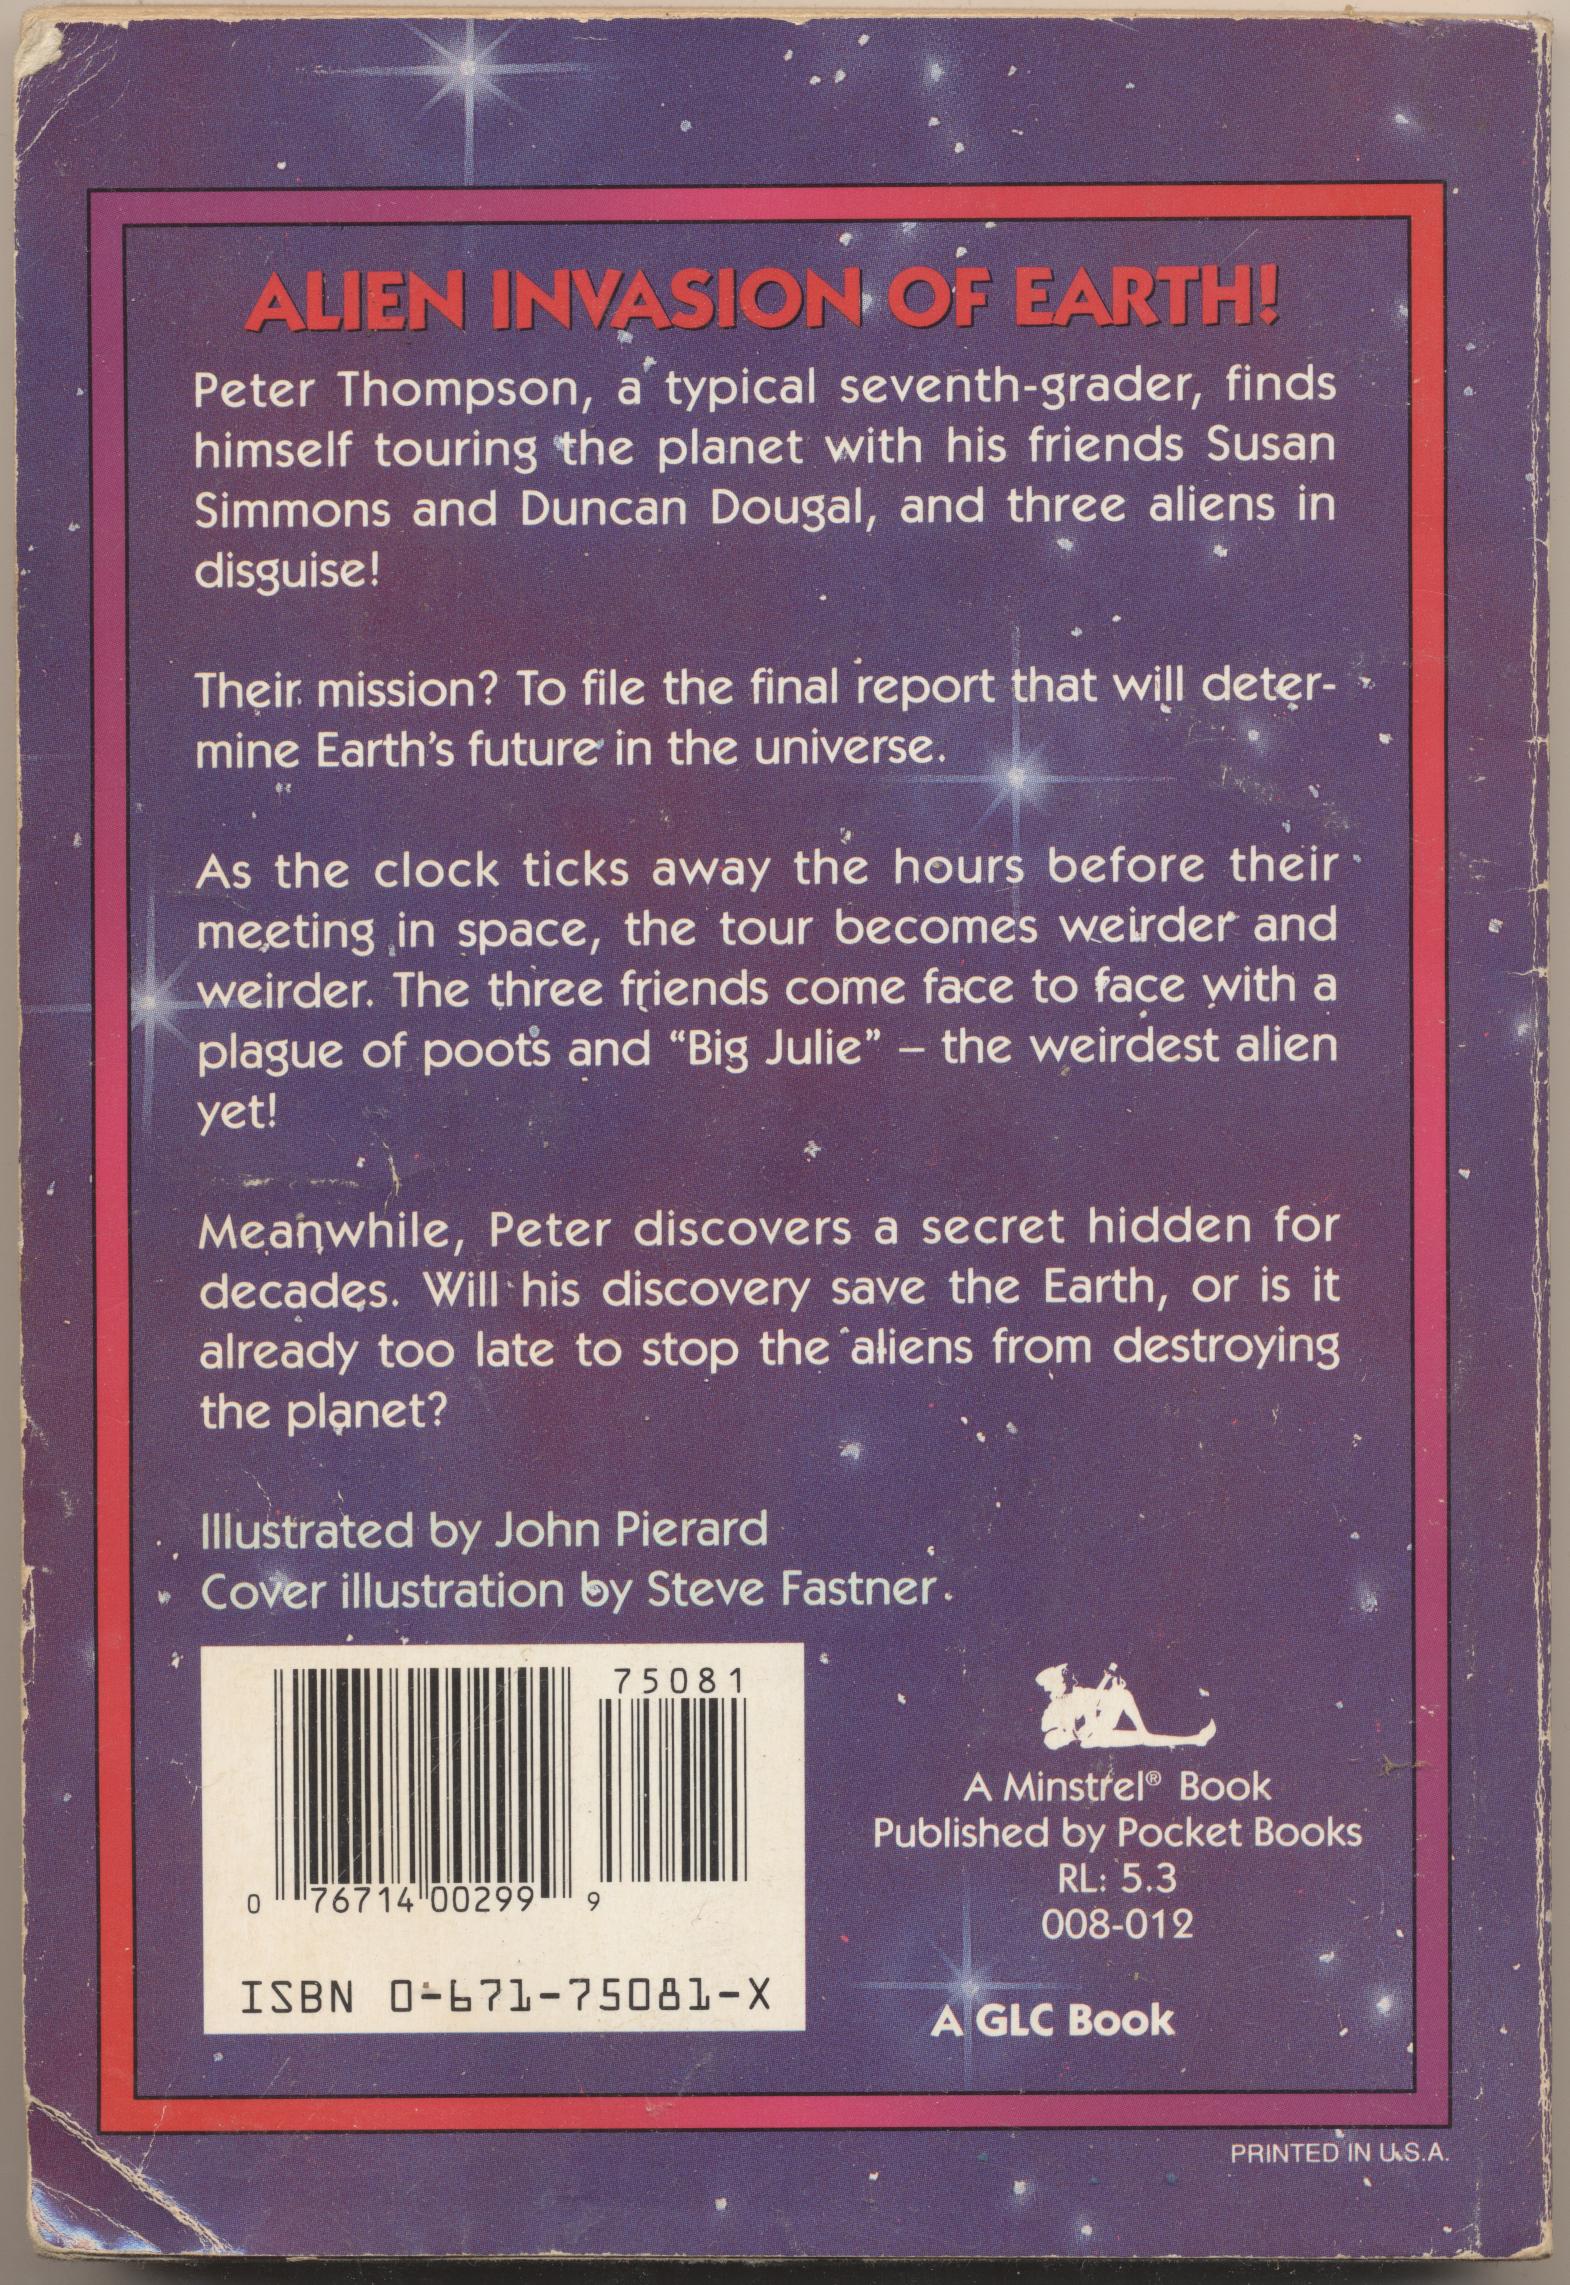 ALIEN INVASION OF EARTH!
Peter Thompson, a typical seventh-grader, finds
himself touring the planet with his friends Susan
Simmons and Duncan Dougal, and three aliens in
disguise!
Their mission? To file the final report that will deter-
mine Earth's future in the universe.
As the clock ticks away the hours before their
meeting in space, the tour becomes weirder and
weirder. The three friends come face to face with a
plague of poots and "Big Julie" – the weirdest alien
yet!
Meanwhile, Peter discovers a secret hidden for
decades. Will his discovery save the Earth, or is it
already too late to stop the aliens from destroying
the planet?
Illustrated by John Pierard
Cover illustration by Steve Fastner
75081
0 76714 00299 9
ISBN 0-671-75081-X
A Minstrel® Book
Published by Pocket Books
RL: 5.3
008-012
A GLC Book
PRINTED IN U.S.A.